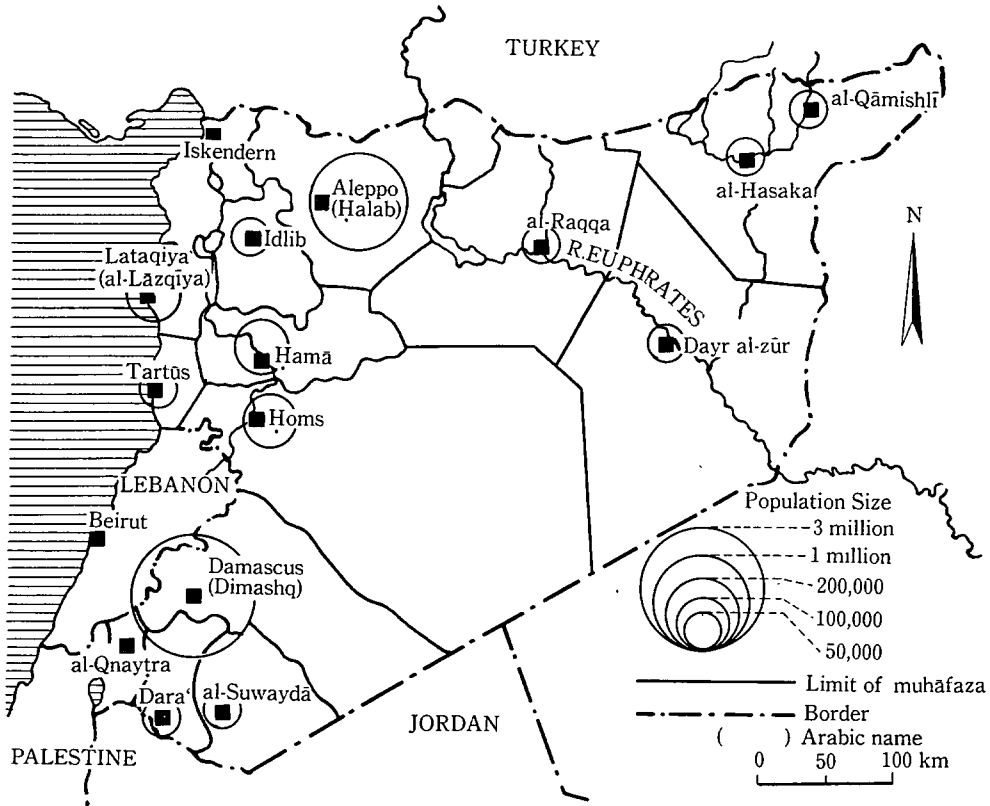 TURKEY
al-Qāmishlī
Iskendern
al-Hasaka
N
Aleppo
(Halab)
al-Raqqa
Idlib
R.EUPHRATES
Lataqiya
(al-Lāzqīya)
Dayr al-zūr
Hamā
Tartūs
Homs
LEBANON
Beirut
Damascus
(Dimashq)
al-Qnaytra
Dara‘
al-Suwaydā
JORDAN
PALESTINE
Population Size
3 million
1 million
200,000
100,000
50,000
Limit of muhāfaza
Border
( ) Arabic name
0 50 100 km